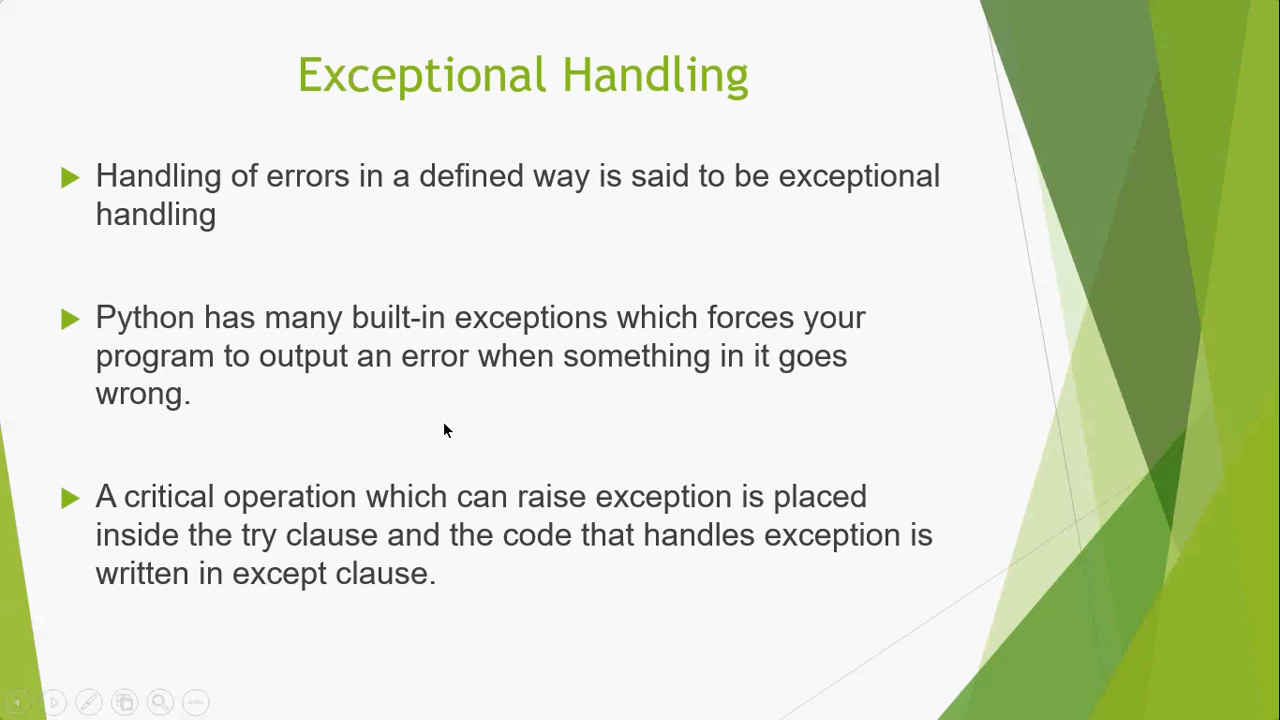 Exceptional Handling
Handling of errors in a defined way is said to be exceptional
handling
Python has many built-in exceptions which forces your
program to output an error when something in it goes
wrong.
A critical operation which can raise exception is placed
inside the try clause and the code that handles exception is
written in except clause.